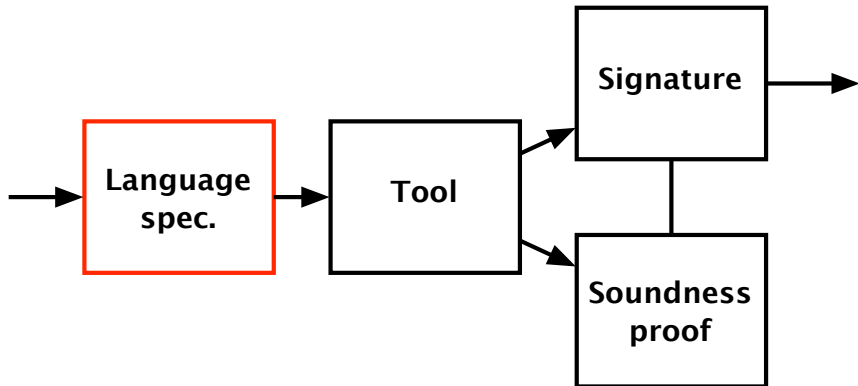 Language
spec.
Tool
Signature
Soundness
proof